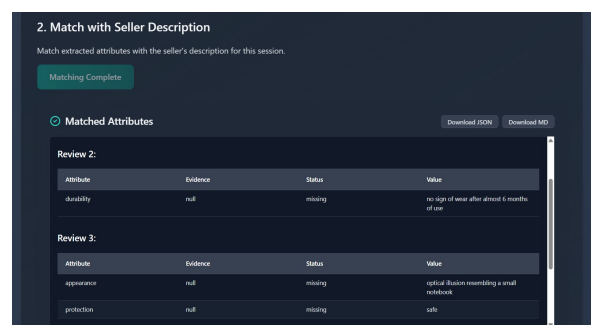 2. Match with Seller Description
Match extracted attributes with the seller's description for this session.
Matching Complete
Matched Attributes
Download JSON Download MD
Review 2:
Attribute Evidence Status Value
durability null missing no sign of wear after almost 6 months
of use
Review 3:
Attribute Evidence Status Value
appearance null missing optical illusion resembling a small
notebook
protection null missing safe